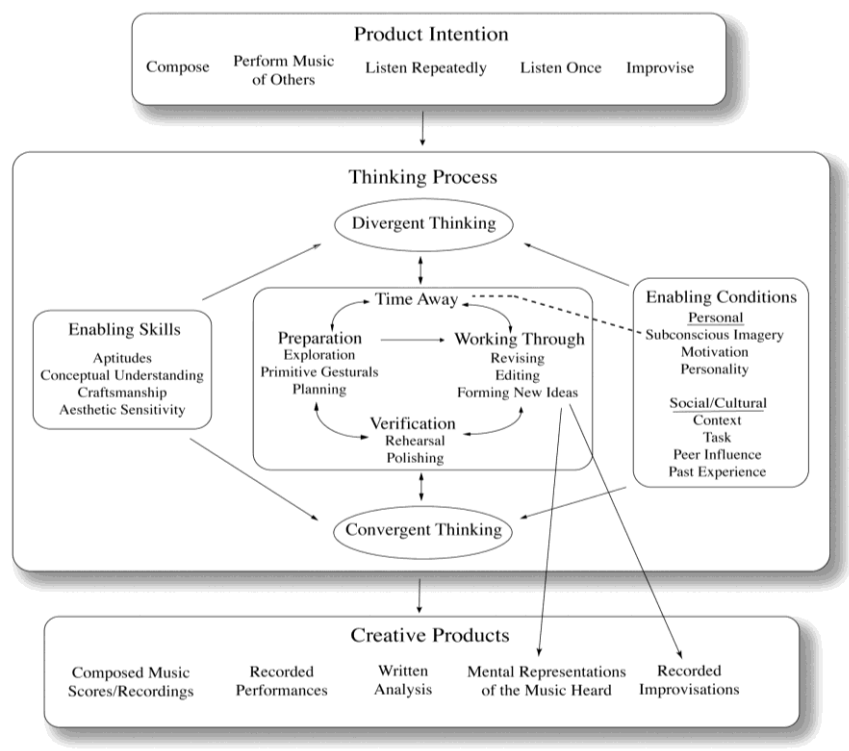 Product Intention
Compose
Perform Music
of Others
Listen Repeatedly
Listen Once
Improvise
Thinking Process
Divergent Thinking
Enabling Skills
Aptitudes
Conceptual Understanding
Craftsmanship
Aesthetic Sensitivity
Time Away
Preparation
Exploration
Primitive Gesturals
Planning
Working Through
Revising
Editing
Forming New Ideas
Verification
Rehearsal
Polishing
Enabling Conditions
Personal
Subconscious Imagery
Motivation
Personality
Social/Cultural
Context
Task
Peer Influence
Past Experience
Convergent Thinking
Creative Products
Composed Music
Scores/Recordings
Recorded
Performances
Written
Analysis
Mental Representations
of the Music Heard
Recorded
Improvisations